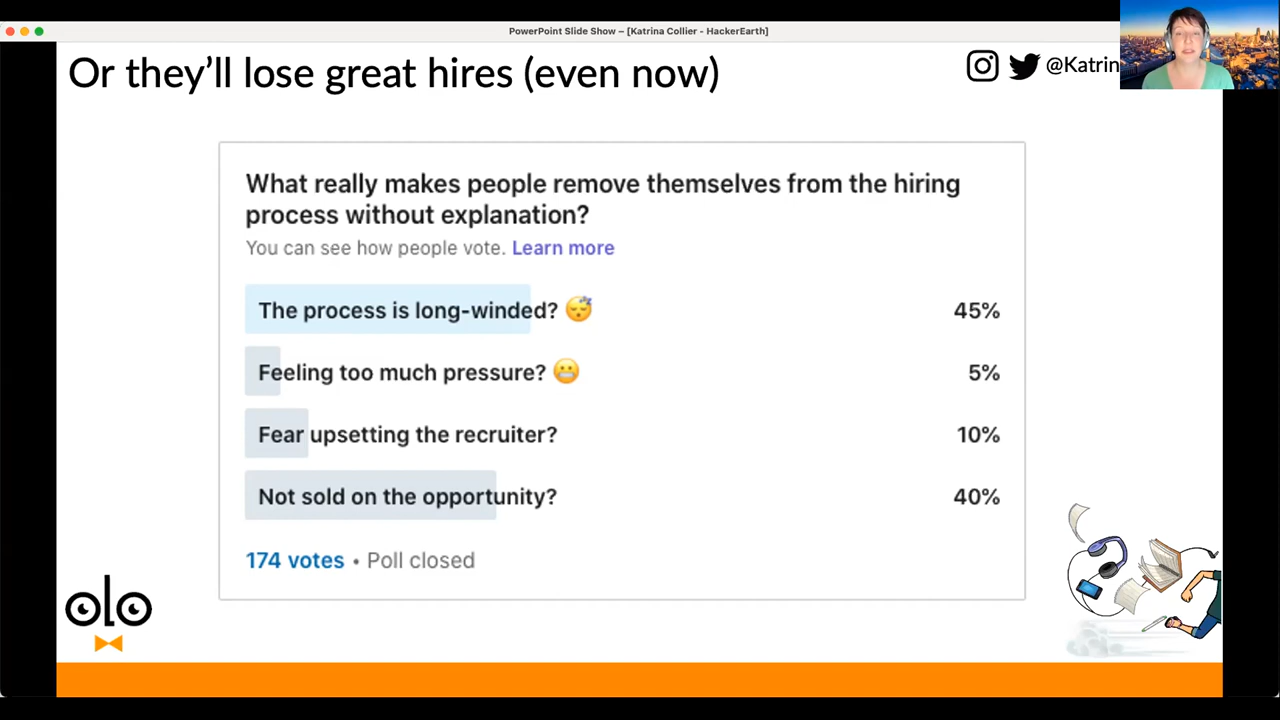 PowerPoint Slide Show – [Katrina Collier - HackerEarth]
Or they’ll lose great hires (even now)
@Katrin
What really makes people remove themselves from the hiring
process without explanation?
You can see how people vote. Learn more
The process is long-winded? 😴 45%
Feeling too much pressure? 😬 5%
Fear upsetting the recruiter? 10%
Not sold on the opportunity? 40%
174 votes • Poll closed
olo